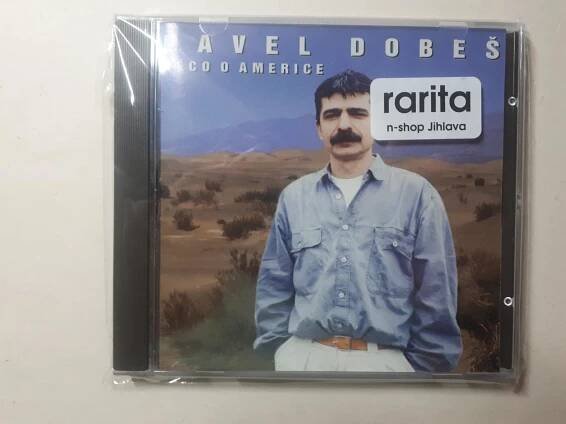 AVEL DOBEŠ
CO O AMERICE
rarita
n-shop Jihlava